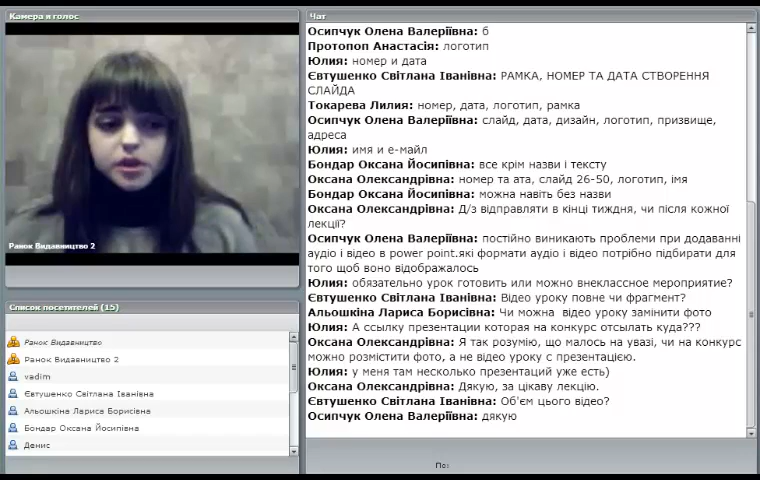 Камера и голос
Ранок Видавництво 2
Список посетителей (15)
Ранок Видавництво
Ранок Видавництво 2
vadim
Євтушенко Світлана Іванівна
Альошкіна Лариса Борисівна
Бондар Оксана Йосипівна
Денис
Чат
Осипчук Олена Валеріївна: б
Протопоп Анастасія: логотип
Юлия: номер и дата
Євтушенко Світлана Іванівна: РАМКА, НОМЕР ТА ДАТА СТВОРЕННЯ
СЛАЙДА
Токарева Лилия: номер, дата, логотип, рамка
Осипчук Олена Валеріївна: слайд, дата, дизайн, логотип, призвище,
адреса
Юлия: имя и е-майл
Бондар Оксана Йосипівна: все крім назви і тексту
Оксана Олександрівна: номер та ата, слайд 26-50, логотип, імя
Бондар Оксана Йосипівна: можна навіть без назви
Оксана Олександрівна: Д/з відправляти в кінці тиждня, чи після кожної
лекції?
Осипчук Олена Валеріївна: постійно виникають проблеми при додаванні
аудіо і відео в power point.які формати аудіо і відео потрібно підбирати для
того щоб воно відображалось
Юлия: обязательно урок готовить или можно внеклассное мероприятие?
Євтушенко Світлана Іванівна: Відео уроку повне чи фрагмент?
Альошкіна Лариса Борисівна: Чи можна відео уроку замінити фото
Юлия: А ссылку презентации которая на конкурс отсылать куда???
Оксана Олександрівна: Я так розумію, що малось на увазі, чи на конкурс
можно розмістити фото, а не відео уроку с презентацією.
Юлия: у меня там несколько презентаций уже есть)
Оксана Олександрівна: Дякую, за цікаву лекцію.
Євтушенко Світлана Іванівна: Об'єм цього відео?
Осипчук Олена Валеріївна: дякую
По: